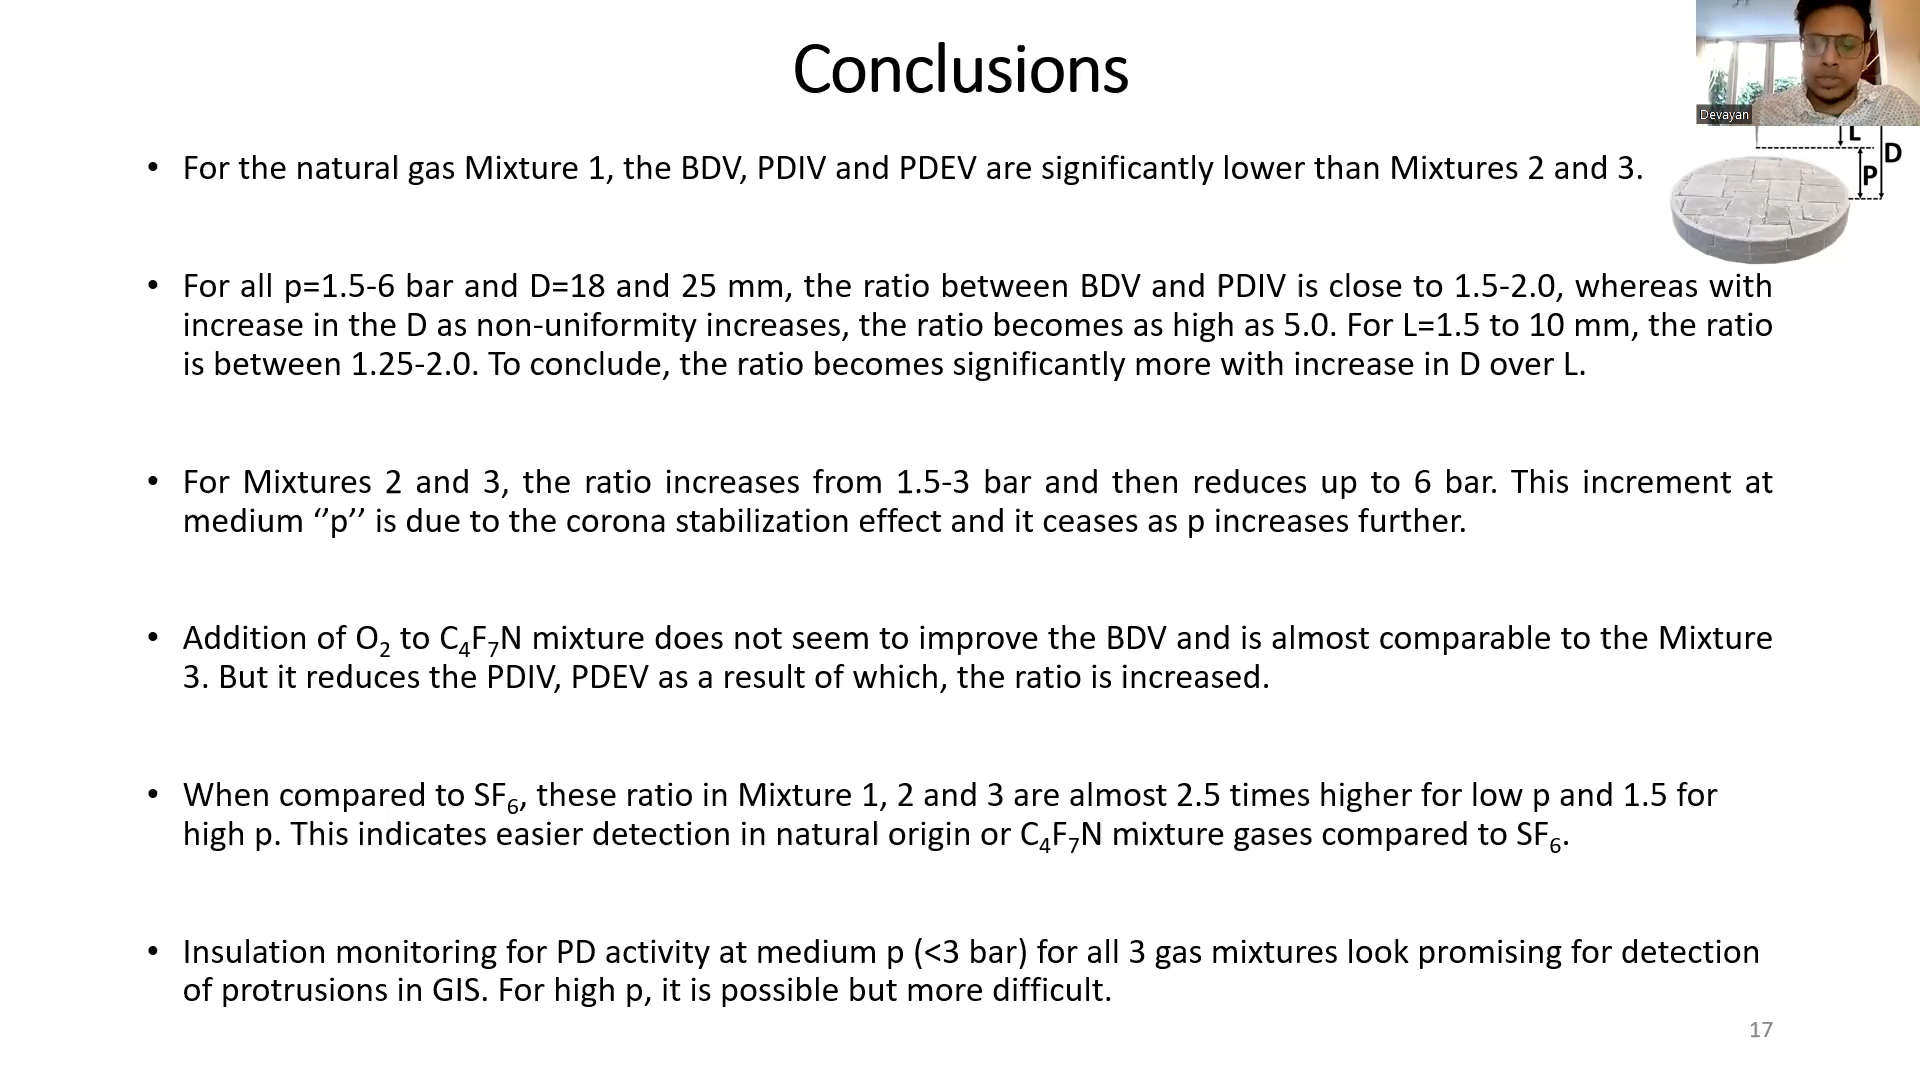 Conclusions
Devayan
L
D
P
• For the natural gas Mixture 1, the BDV, PDIV and PDEV are significantly lower than Mixtures 2 and 3.
• For all p=1.5-6 bar and D=18 and 25 mm, the ratio between BDV and PDIV is close to 1.5-2.0, whereas with
increase in the D as non-uniformity increases, the ratio becomes as high as 5.0. For L=1.5 to 10 mm, the ratio
is between 1.25-2.0. To conclude, the ratio becomes significantly more with increase in D over L.
• For Mixtures 2 and 3, the ratio increases from 1.5-3 bar and then reduces up to 6 bar. This increment at
medium ‘’p’’ is due to the corona stabilization effect and it ceases as p increases further.
• Addition of O₂ to C₄F₇N mixture does not seem to improve the BDV and is almost comparable to the Mixture
3. But it reduces the PDIV, PDEV as a result of which, the ratio is increased.
• When compared to SF₆, these ratio in Mixture 1, 2 and 3 are almost 2.5 times higher for low p and 1.5 for
high p. This indicates easier detection in natural origin or C₄F₇N mixture gases compared to SF₆.
• Insulation monitoring for PD activity at medium p (<3 bar) for all 3 gas mixtures look promising for detection
of protrusions in GIS. For high p, it is possible but more difficult.
17